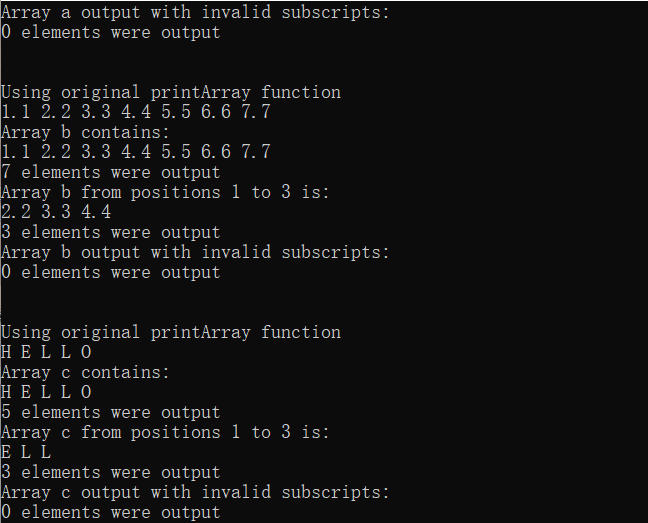 Array a output with invalid subscripts:
0 elements were output
Using original printArray function
1.1 2.2 3.3 4.4 5.5 6.6 7.7
Array b contains:
1.1 2.2 3.3 4.4 5.5 6.6 7.7
7 elements were output
Array b from positions 1 to 3 is:
2.2 3.3 4.4
3 elements were output
Array b output with invalid subscripts:
0 elements were output
Using original printArray function
H E L L O
Array c contains:
H E L L O
5 elements were output
Array c from positions 1 to 3 is:
E L L
3 elements were output
Array c output with invalid subscripts:
0 elements were output